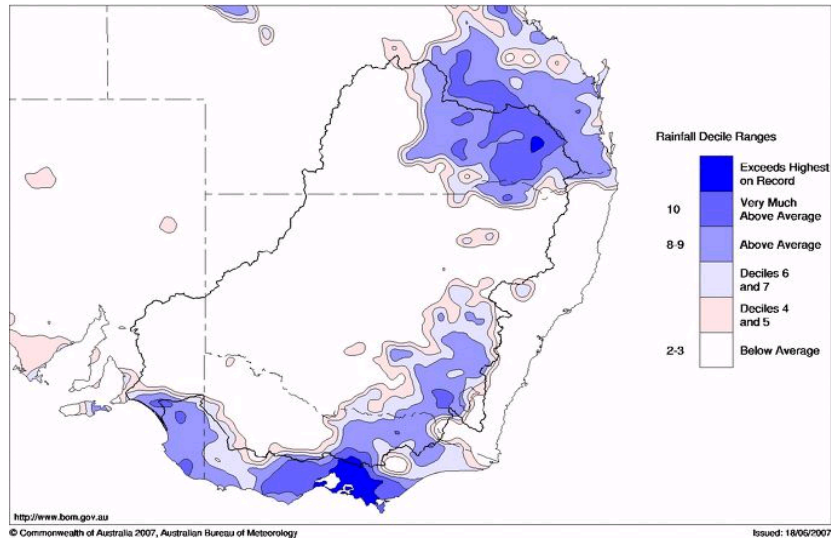 Rainfall Decile Ranges
Exceeds Highest
on Record
10
Very Much
Above Average
8-9
Above Average
Deciles 6
and 7
Deciles 4
and 5
2-3
Below Average
http://www.bom.gov.au
© Commonwealth of Australia 2007, Australian Bureau of Meteorology
Issued: 18/06/2007